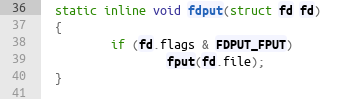 36 static inline void fdput(struct fd fd)
37 {
38         if (fd.flags & FDPUT_FPUT)
39                 fput(fd.file);
40 }
41